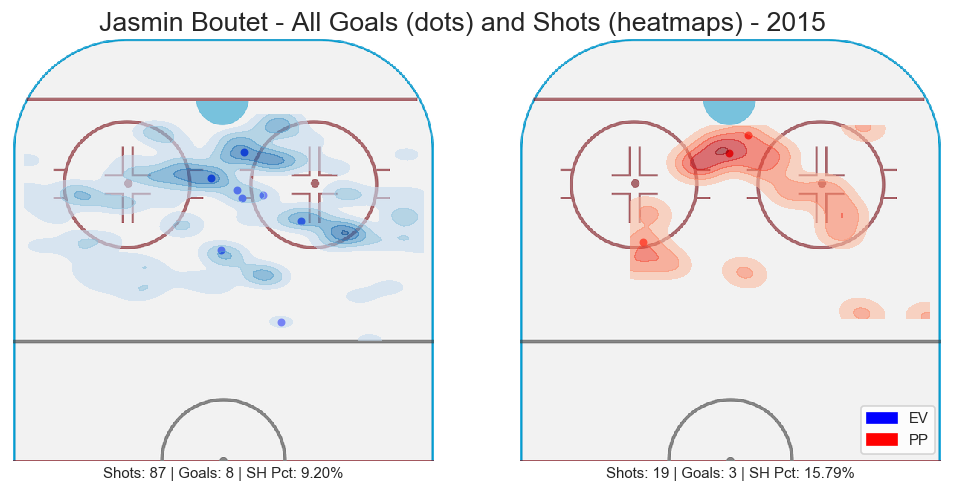 Jasmin Boutet - All Goals (dots) and Shots (heatmaps) - 2015
EV
PP
Shots: 87 | Goals: 8 | SH Pct: 9.20%
Shots: 19 | Goals: 3 | SH Pct: 15.79%